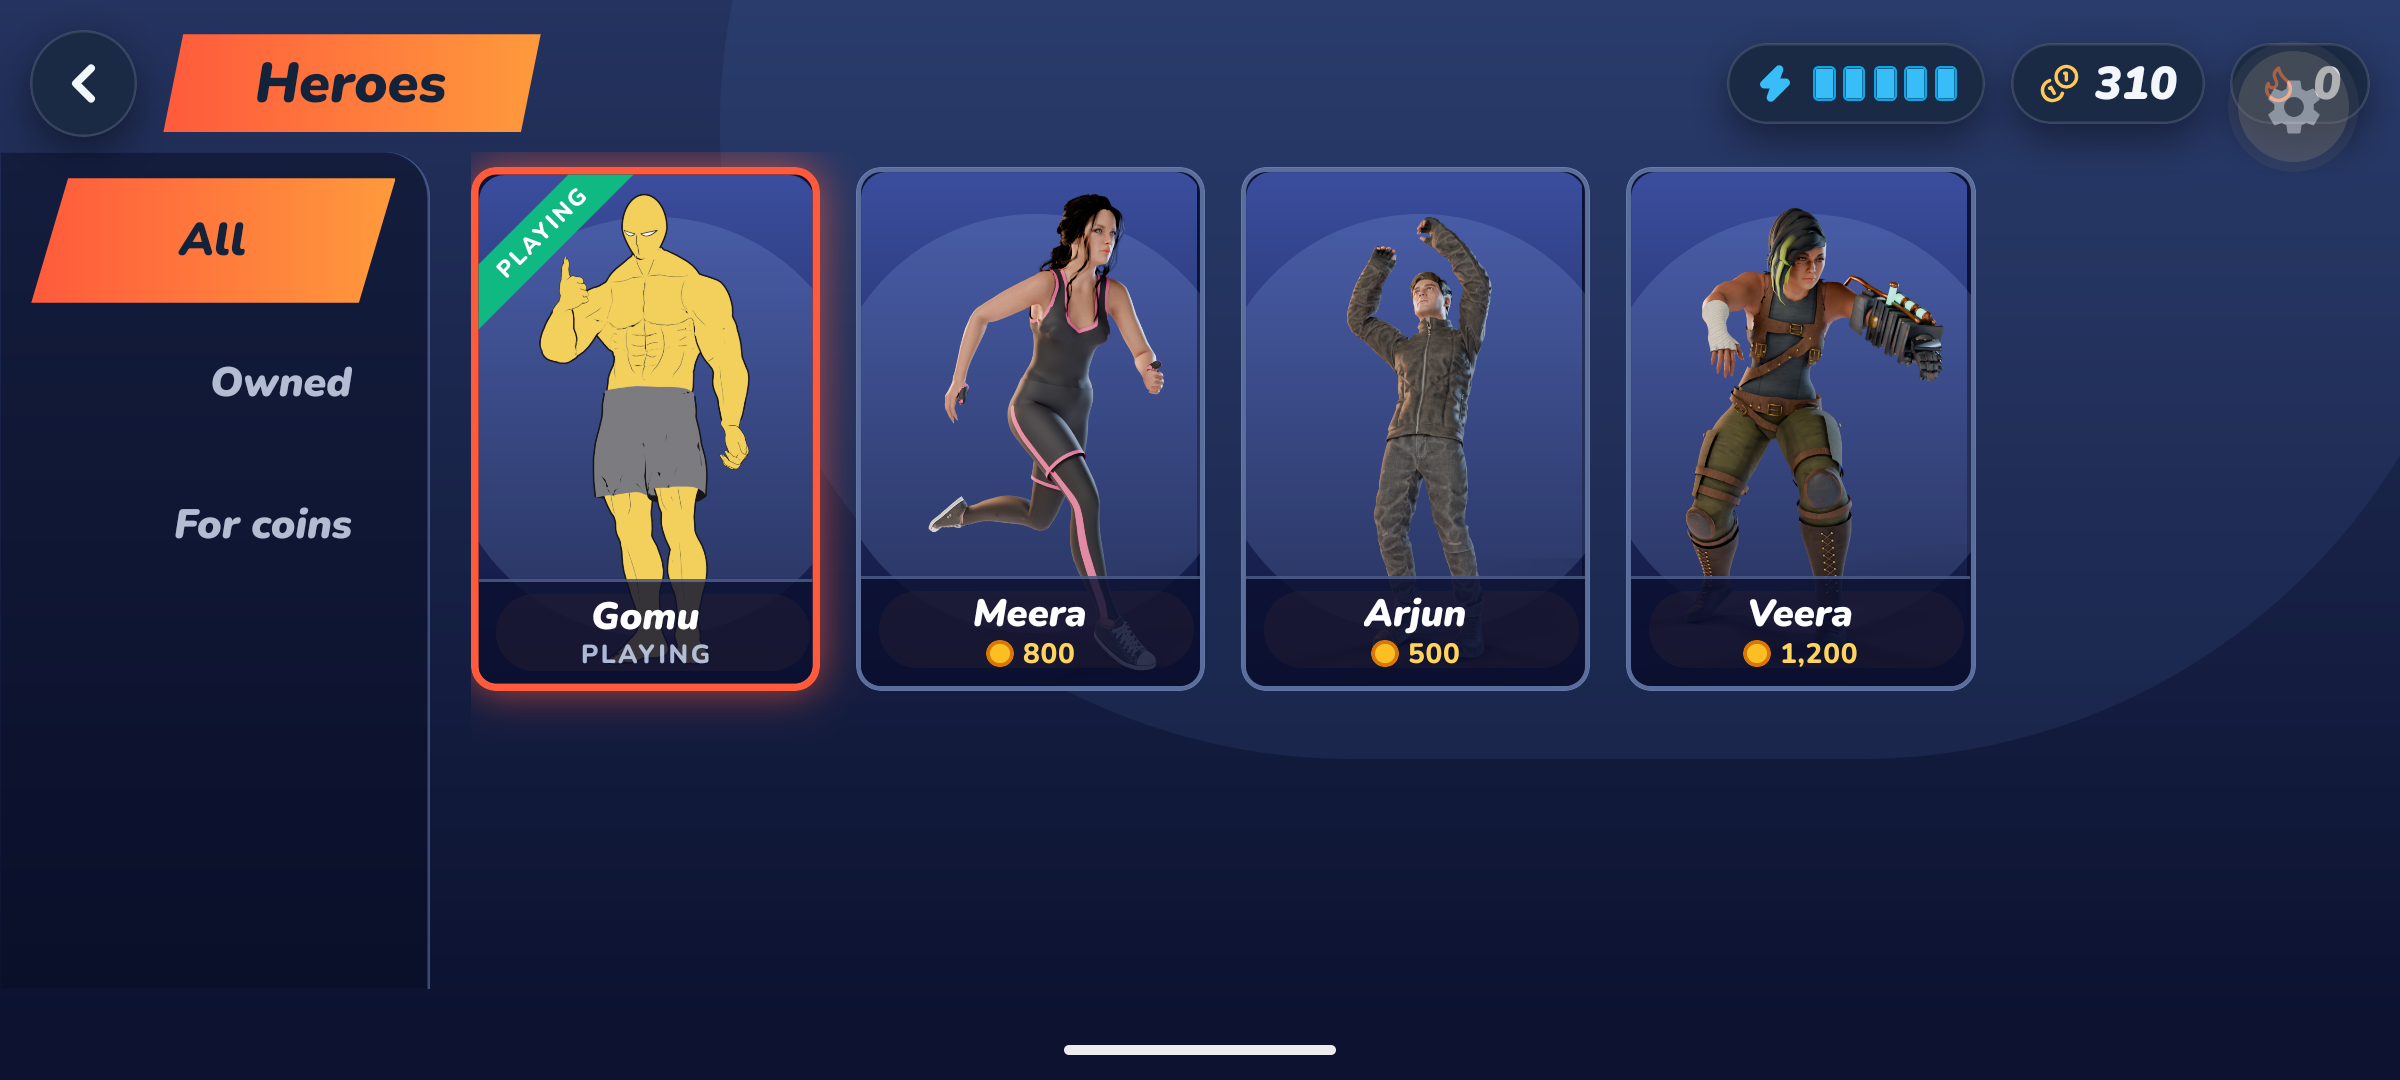 Heroes
310
0
All
Owned
For coins
PLAYING
Gomu
PLAYING
Meera
800
Arjun
500
Veera
1,200